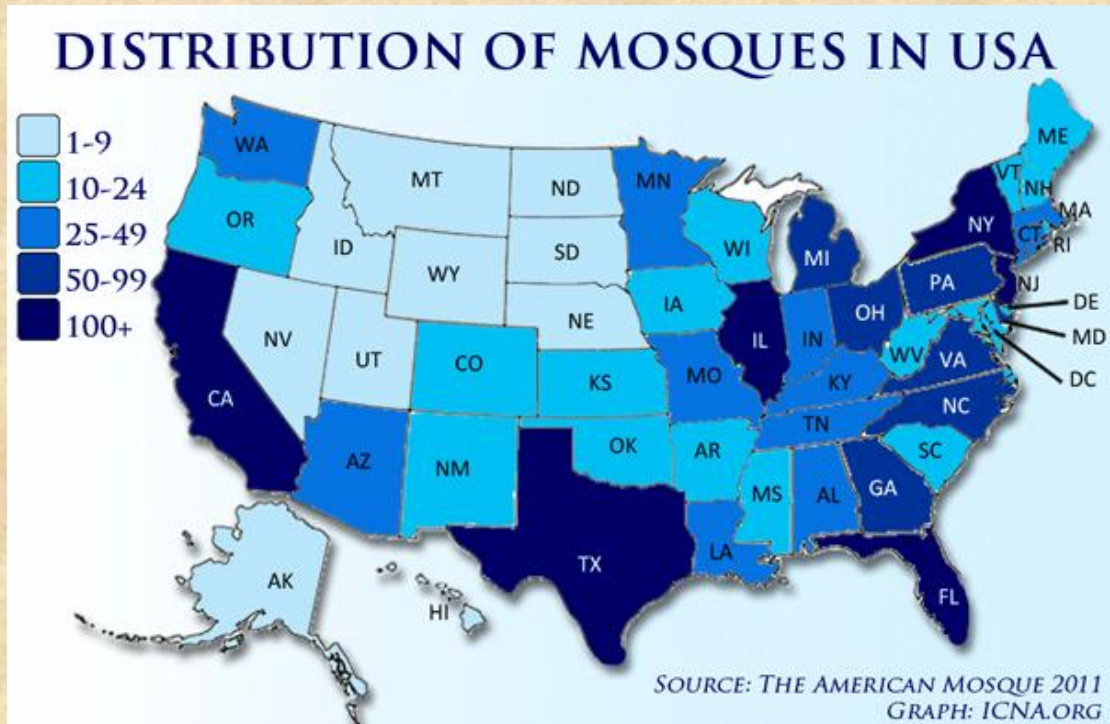 DISTRIBUTION OF MOSQUES IN USA
1-9
10-24
25-49
50-99
100+
WA
MT
ND
MN
ME
VT
NH
OR
ID
SD
WI
MI
NY
MA
CT
RI
WY
IA
PA
NJ
NE
OH
DE
NV
UT
CO
IL
IN
WV
MD
VA
DC
CA
KS
MO
KY
NC
AZ
NM
OK
AR
TN
SC
MS
AL
GA
TX
LA
FL
AK
HI
SOURCE: THE AMERICAN MOSQUE 2011
GRAPH: ICNA.ORG